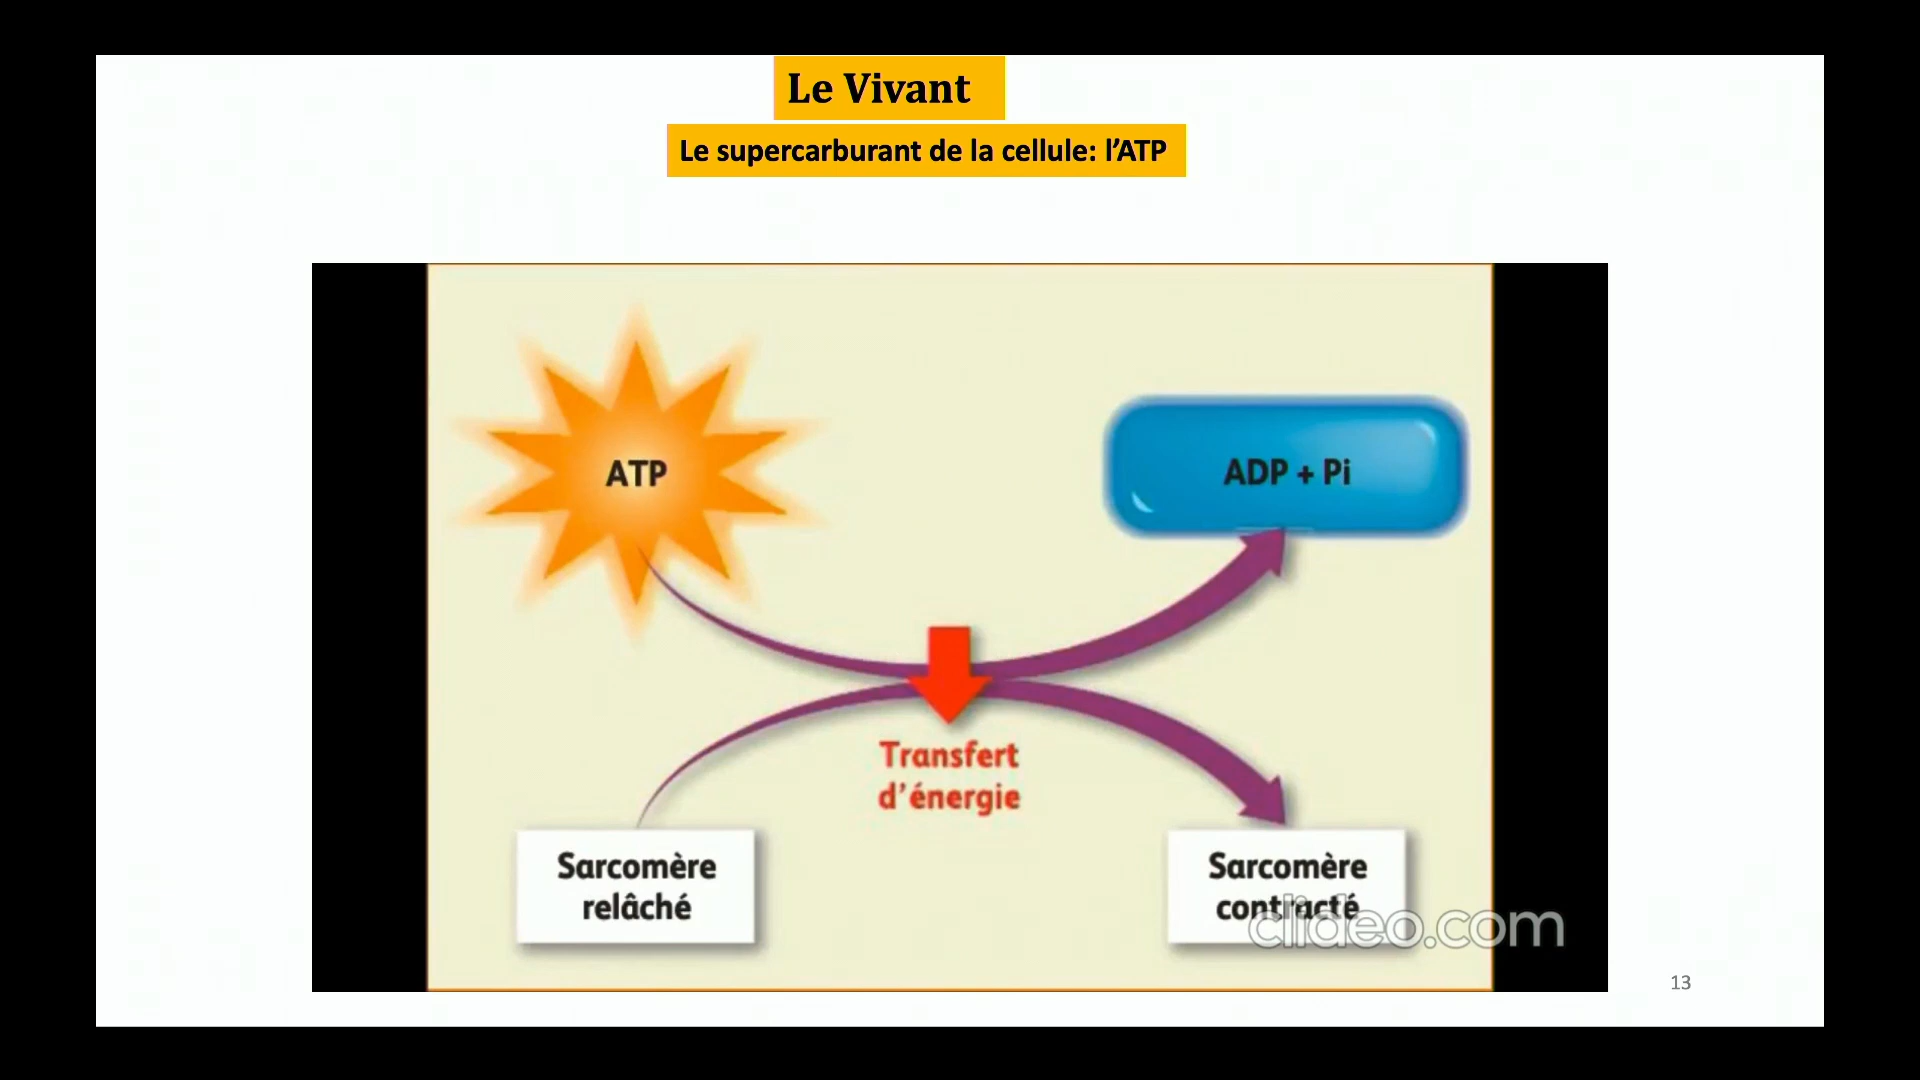 Le Vivant
Le supercarburant de la cellule: l’ATP
ATP
ADP + Pi
Transfert
d’énergie
Sarcomère
relâché
Sarcomère
contracté
clideo.com
13